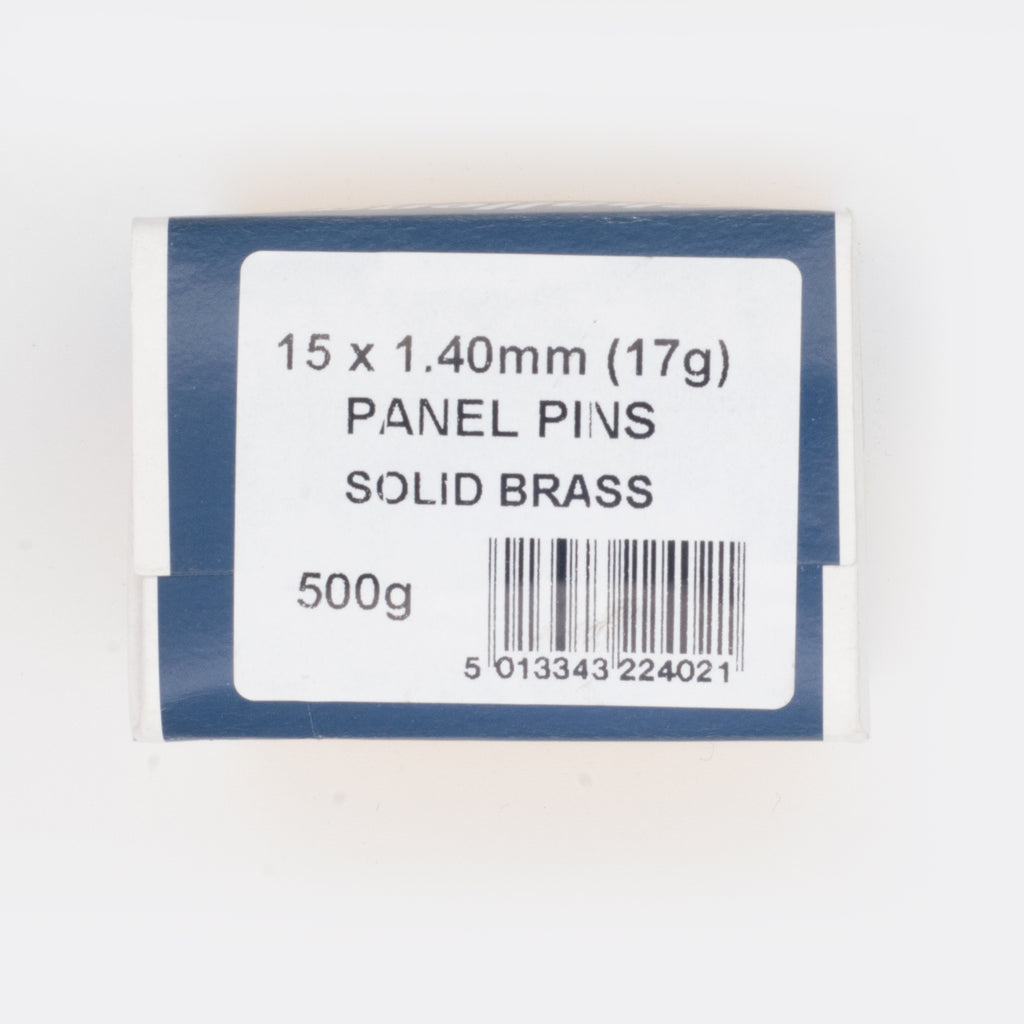 15 x 1.40mm (17g)
PANEL PINS
SOLID BRASS
500g
5 013343 224021